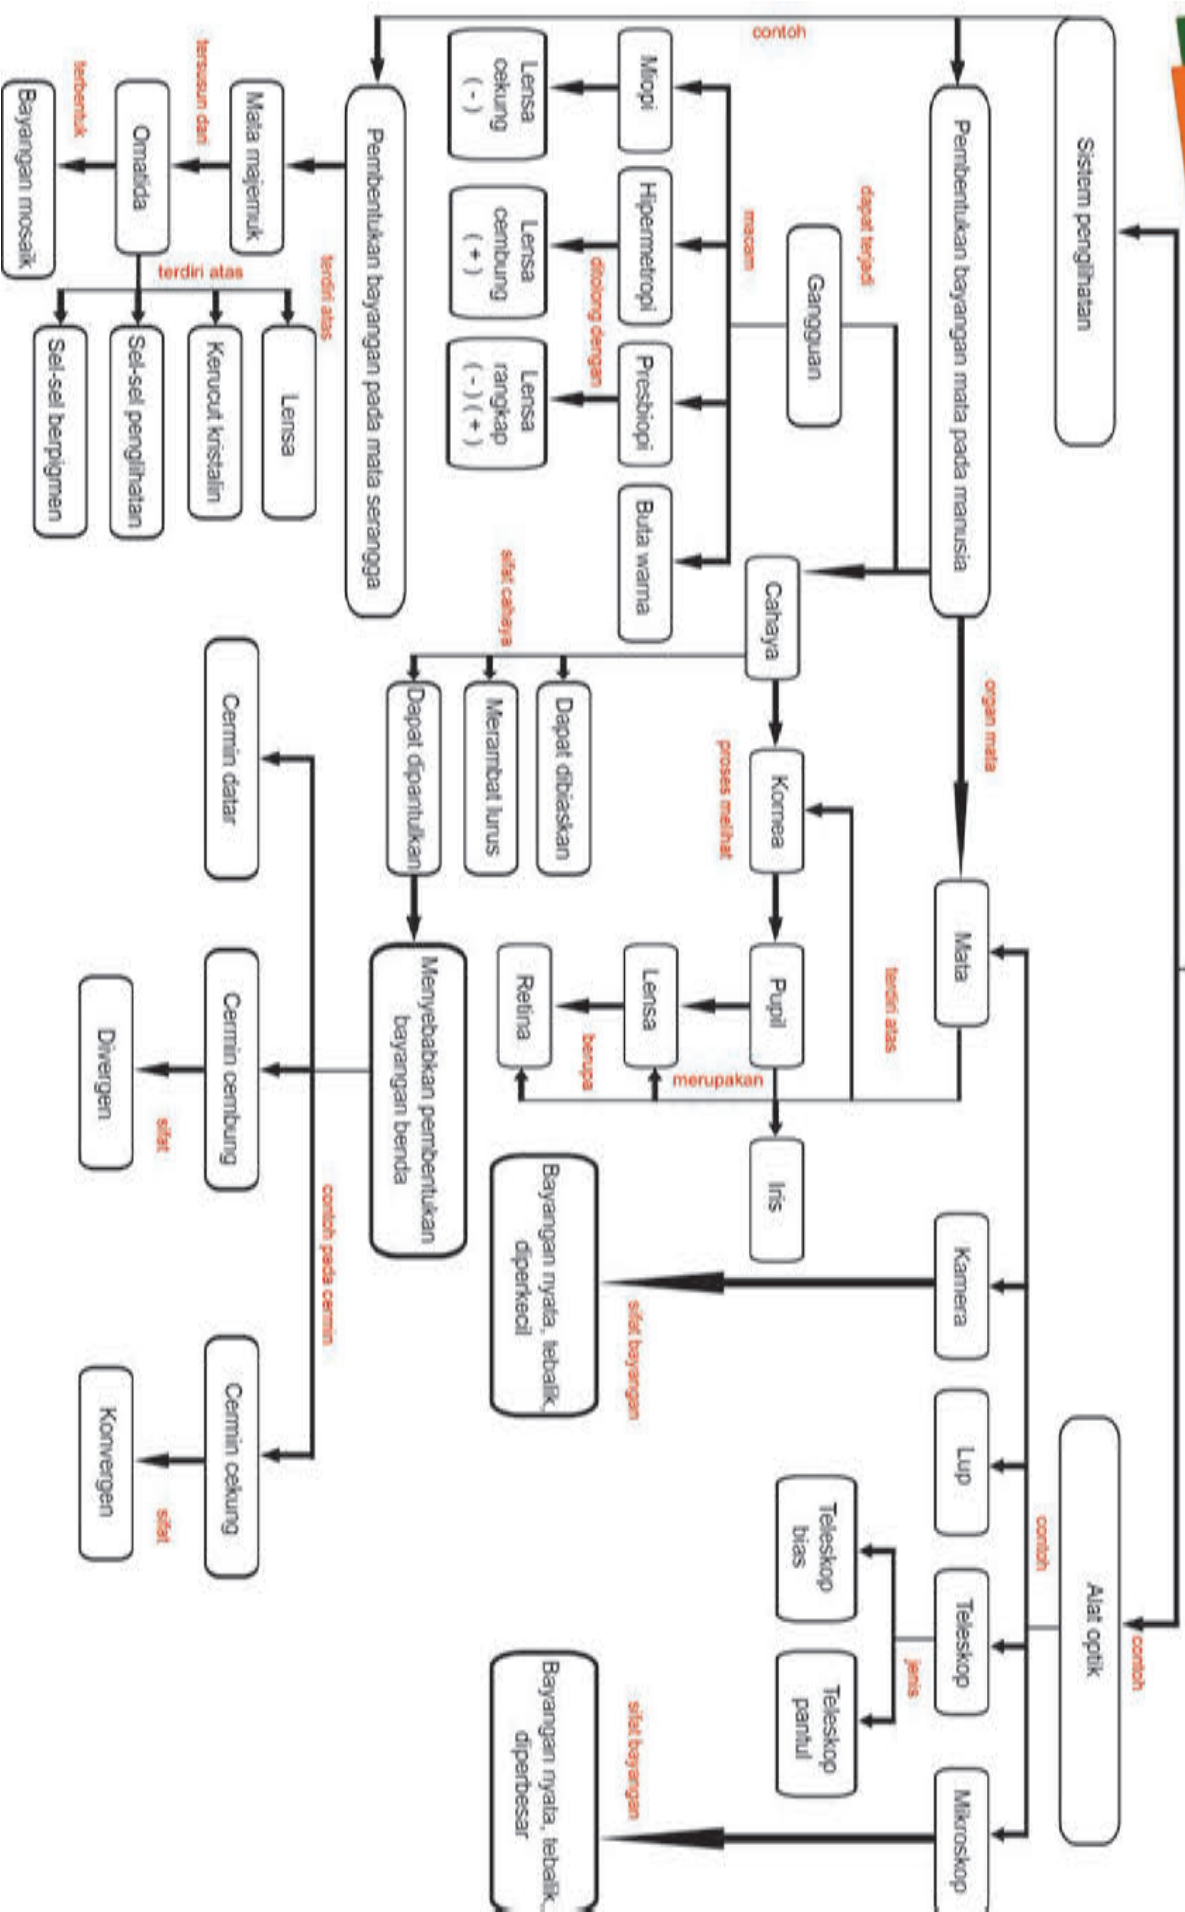 Sistem penglihatan
contoh
Alat optik
contoh
contoh
Pembentukan bayangan mata pada manusia
organ mata
Mata
Kamera
Lup
Teleskop
Mikroskop
dapat terjadi
terdiri atas
jenis
Gangguan
Teleskop
bias
Teleskop
pantul
macam
Cahaya
Kornea
Pupil
Iris
proses melihat
merupakan
Miopi
Hipermetropi
Presbiopi
Buta warna
Lensa
sifat bayangan
sifat bayangan
ditolong dengan
berupa
Lensa
cekung
( - )
Lensa
cembung
( + )
Lensa
rangkap
( - ) ( + )
sifat cahaya
Dapat dibiaskan
Merambat lurus
Dapat dipantulkan
Retina
Bayangan nyata, tebalik,
diperkecil
Bayangan nyata, tebalik,
diperbesar
Pembentukan bayangan pada mata serangga
Menyebabkan pembentukan
bayangan benda
terdiri atas
contoh pada cermin
Mata majemuk
Lensa
Cermin datar
Cermin cembung
Cermin cekung
tersusun dari
terdiri atas
Kerucut kristalin
sifat
sifat
Omatida
Sel-sel penglihatan
Divergen
Konvergen
terbentuk
Sel-sel berpigmen
Bayangan mosaik